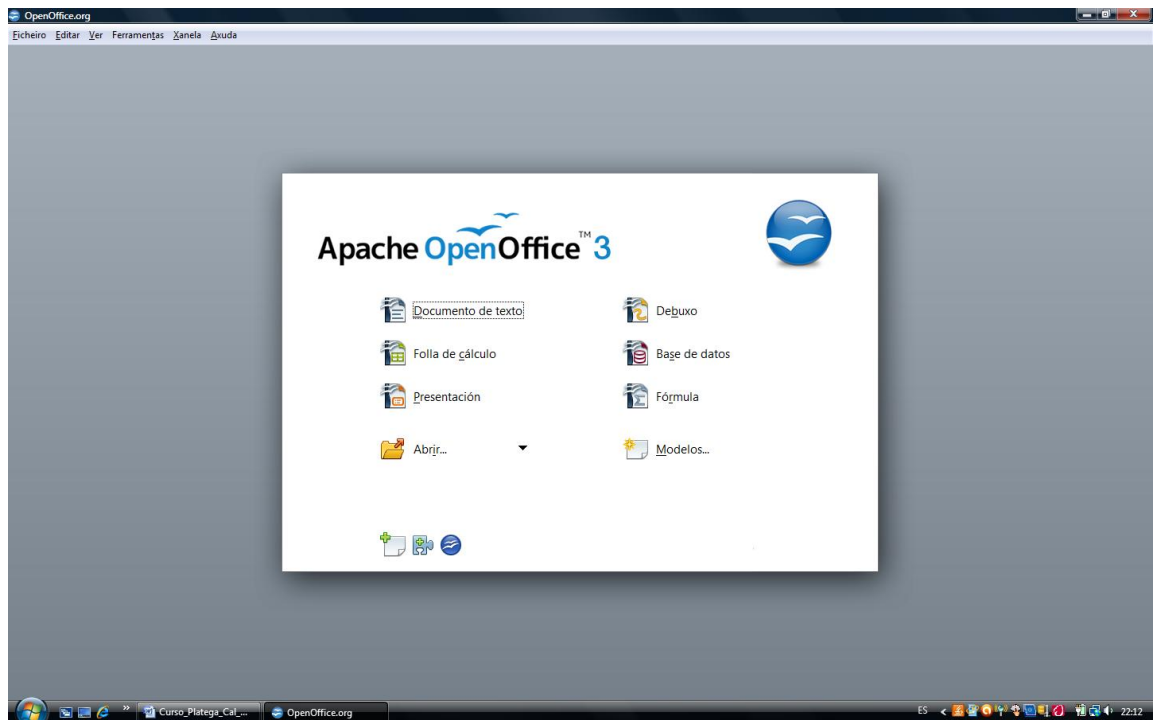 OpenOffice.org
Ficheiro Editar Ver Ferramentas Xanela Axuda
Apache OpenOffice™ 3
Documento de texto
Debuxo
Folla de cálculo
Base de datos
Presentación
Fórmula
Abrir...
Modelos...
» Curso_Platega_Cal_... OpenOffice.org ES < 22:12